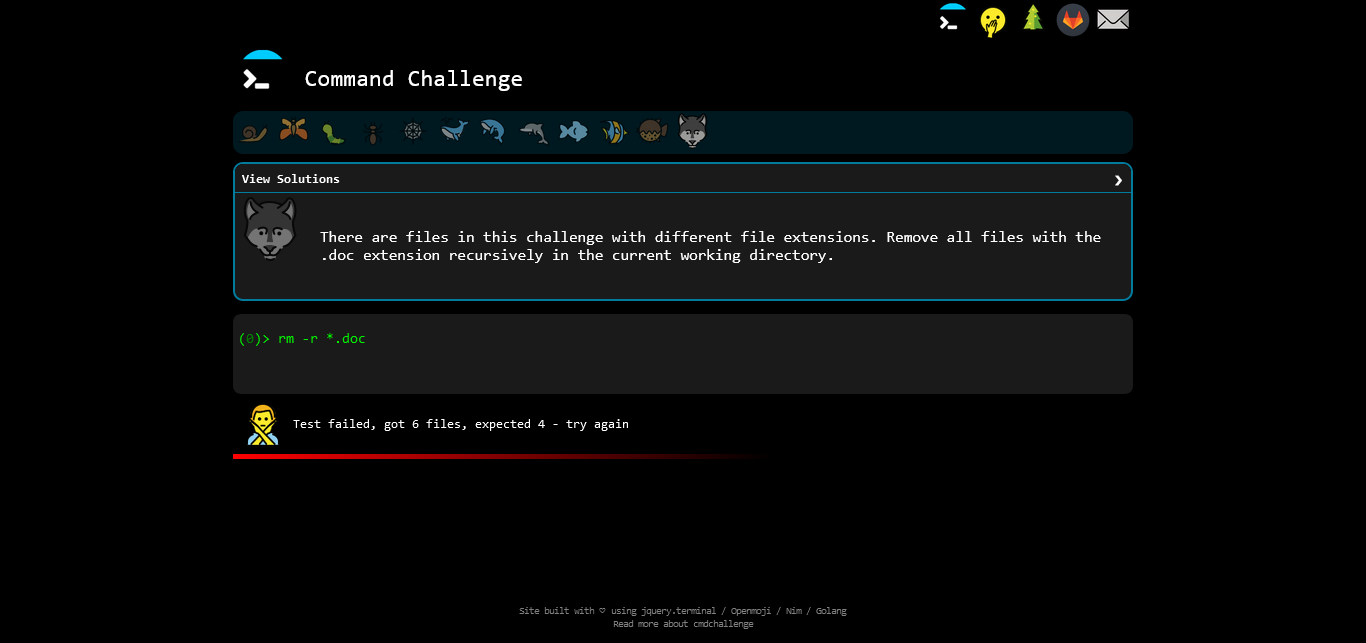 Command Challenge
View Solutions
There are files in this challenge with different file extensions. Remove all files with the
.doc extension recursively in the current working directory.
(0)> rm -r *.doc
Test failed, got 6 files, expected 4 - try again
Site built with ♡ using jquery.terminal / Openmoji / Nim / Golang
Read more about cmdchallenge